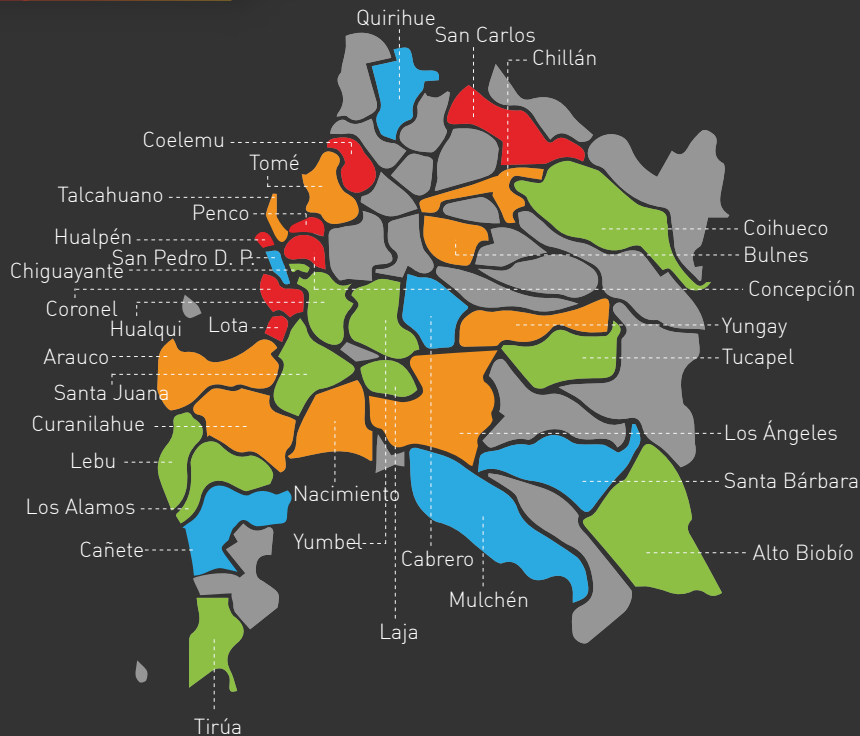 Quirihue
San Carlos
Chillán
Coelemu
Tomé
Talcahuano
Penco
Hualpén
San Pedro D. P.
Chiguayante
Coronel
Hualqui
Lota
Arauco
Santa Juana
Curanilahue
Lebu
Los Alamos
Cañete
Tirúa
Nacimiento
Yumbel
Cabrero
Mulchén
Laja
Coihueco
Bulnes
Concepción
Yungay
Tucapel
Los Ángeles
Santa Bárbara
Alto Biobío